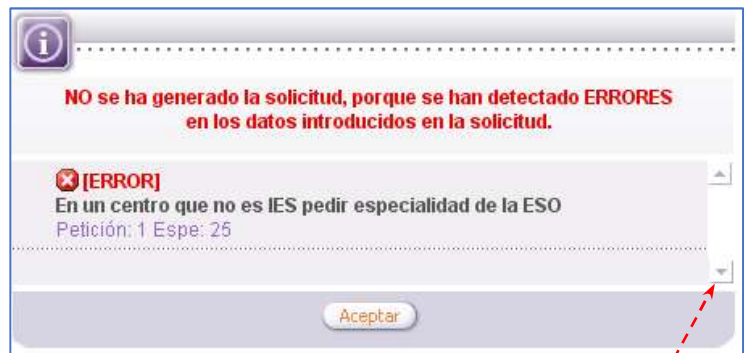 NO se ha generado la solicitud, porque se han detectado ERRORES
en los datos introducidos en la solicitud.
[ERROR]
En un centro que no es IES pedir especialidad de la ESO
Petición: 1 Espe: 25
Aceptar